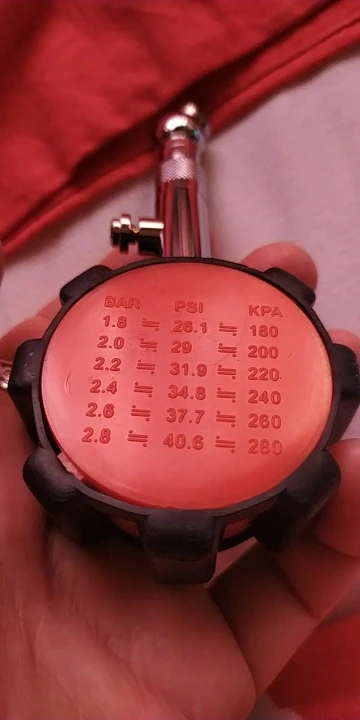 BAR PSI KPA
1.8 ≒ 26.1 ≒ 180
2.0 ≒ 29 ≒ 200
2.2 ≒ 31.9 ≒ 220
2.4 ≒ 34.8 ≒ 240
2.6 ≒ 37.7 ≒ 260
2.8 ≒ 40.6 ≒ 280